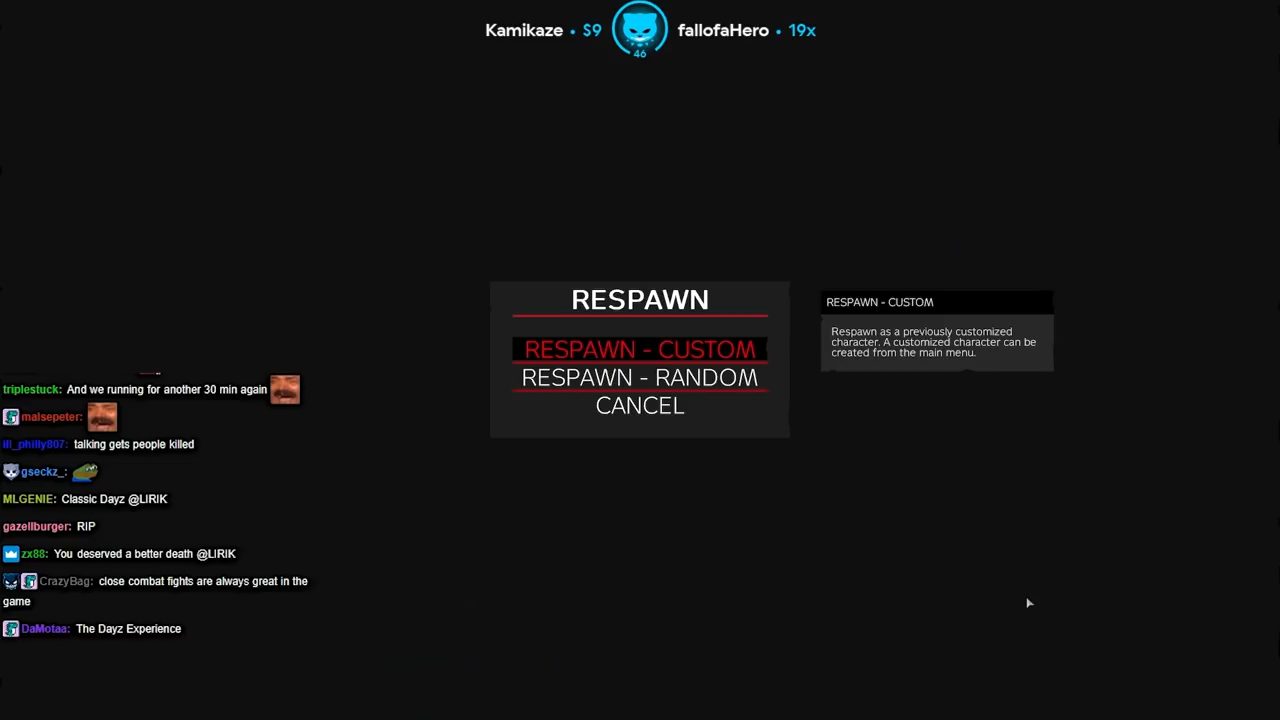 Kamikaze • $9
46
fallofaHero • 19x
RESPAWN
RESPAWN - CUSTOM
RESPAWN - RANDOM
CANCEL
RESPAWN - CUSTOM
Respawn as a previously customized
character. A customized character can be
created from the main menu.
triplestuck: And we running for another 30 min again
malsepeter:
ill_philly807: talking gets people killed
gseckz_:
MLGENIE: Classic Dayz @LIRIK
gazellburger: RIP
zx88: You deserved a better death @LIRIK
CrazyBag: close combat fights are always great in the
game
DaMotaa: The Dayz Experience